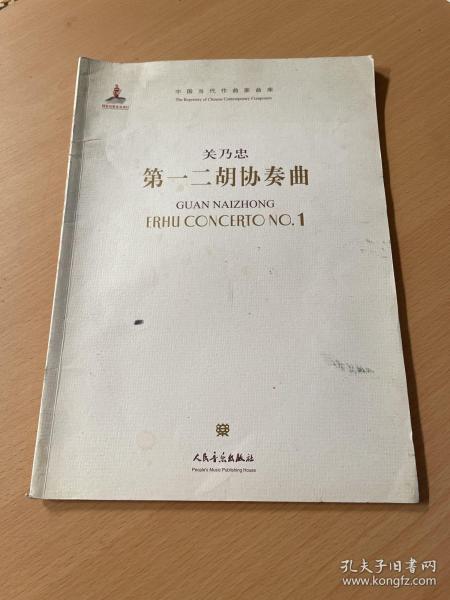 中国当代作曲家曲库
The Repertory of Chinese Contemporary Composers
关乃忠
第一二胡协奏曲
GUAN NAIZHONG
ERHU CONCERTO NO.1
人民音乐出版社
People's Music Publishing House
孔夫子旧书网
www.kongfz.com